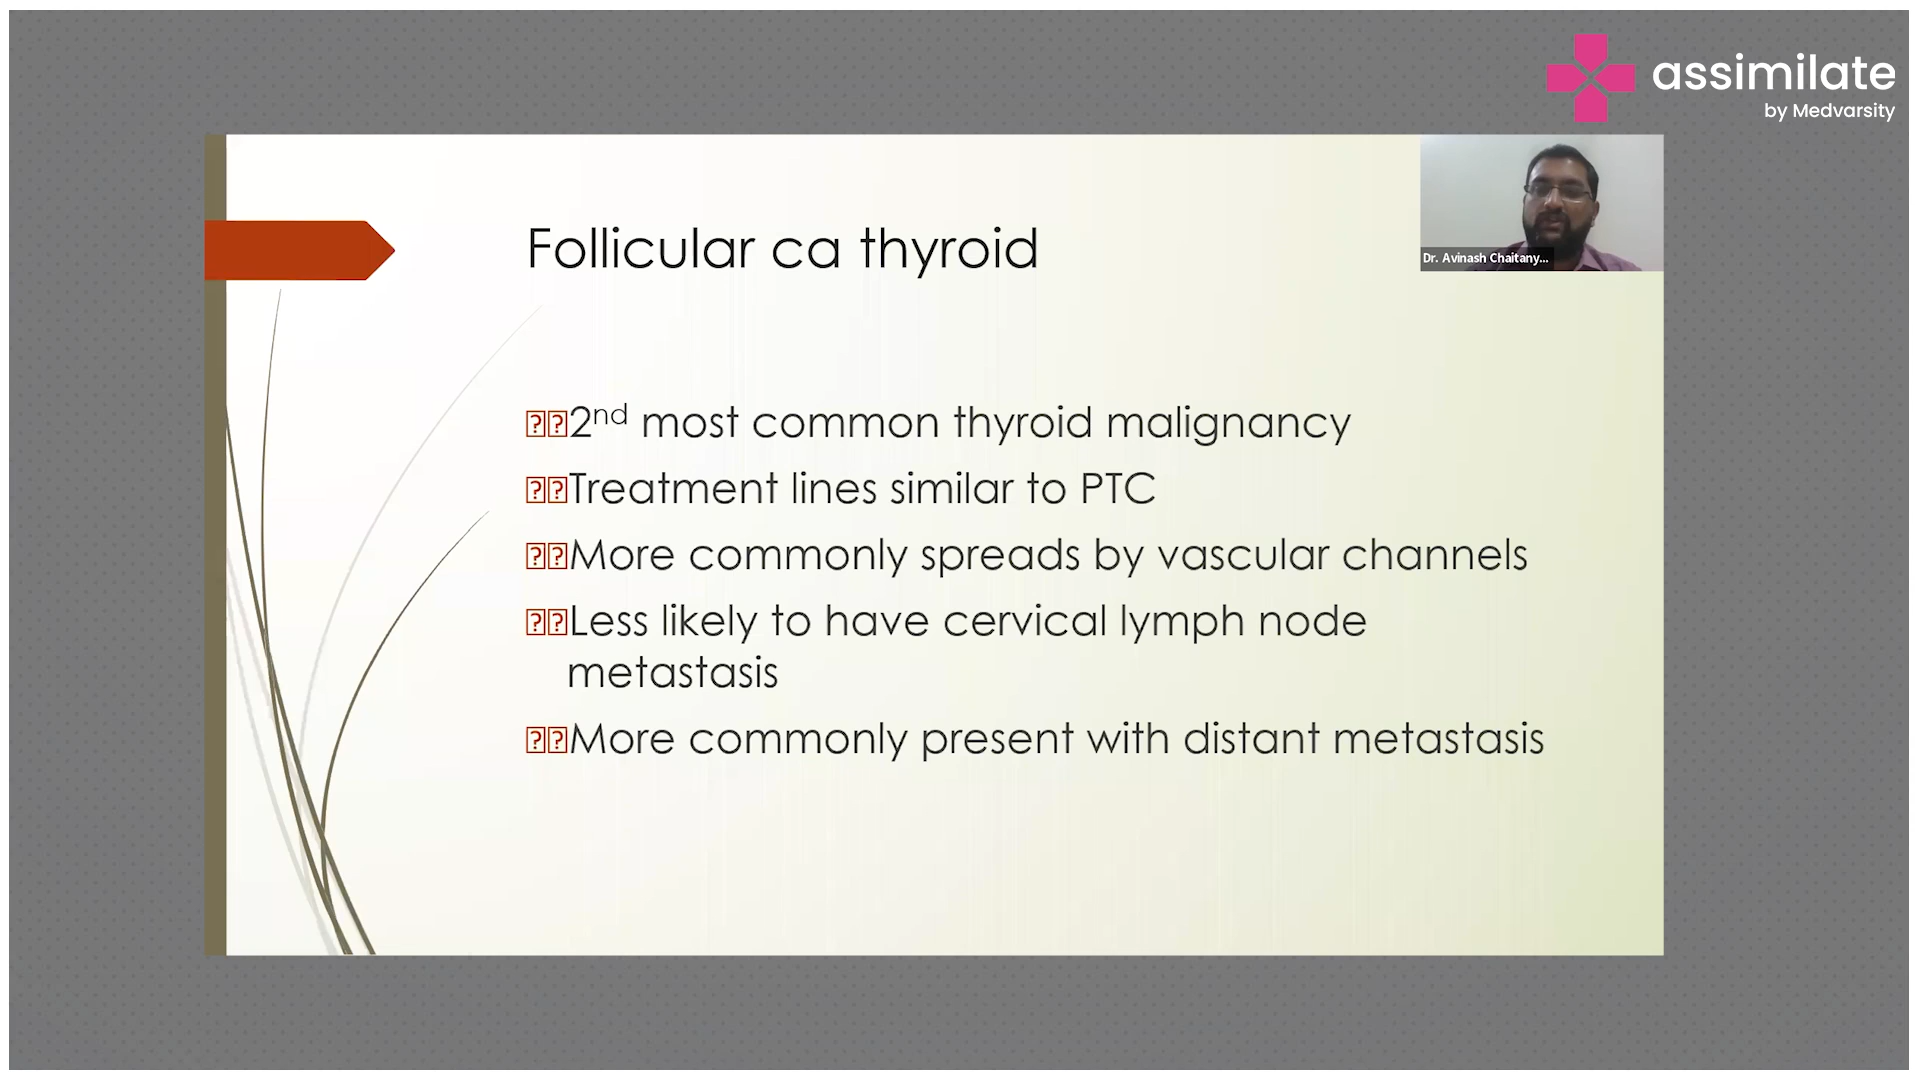 assimilate
by Medvarsity
Dr. Avinash Chaitany...
Follicular ca thyroid
2nd most common thyroid malignancy
Treatment lines similar to PTC
More commonly spreads by vascular channels
Less likely to have cervical lymph node
metastasis
More commonly present with distant metastasis